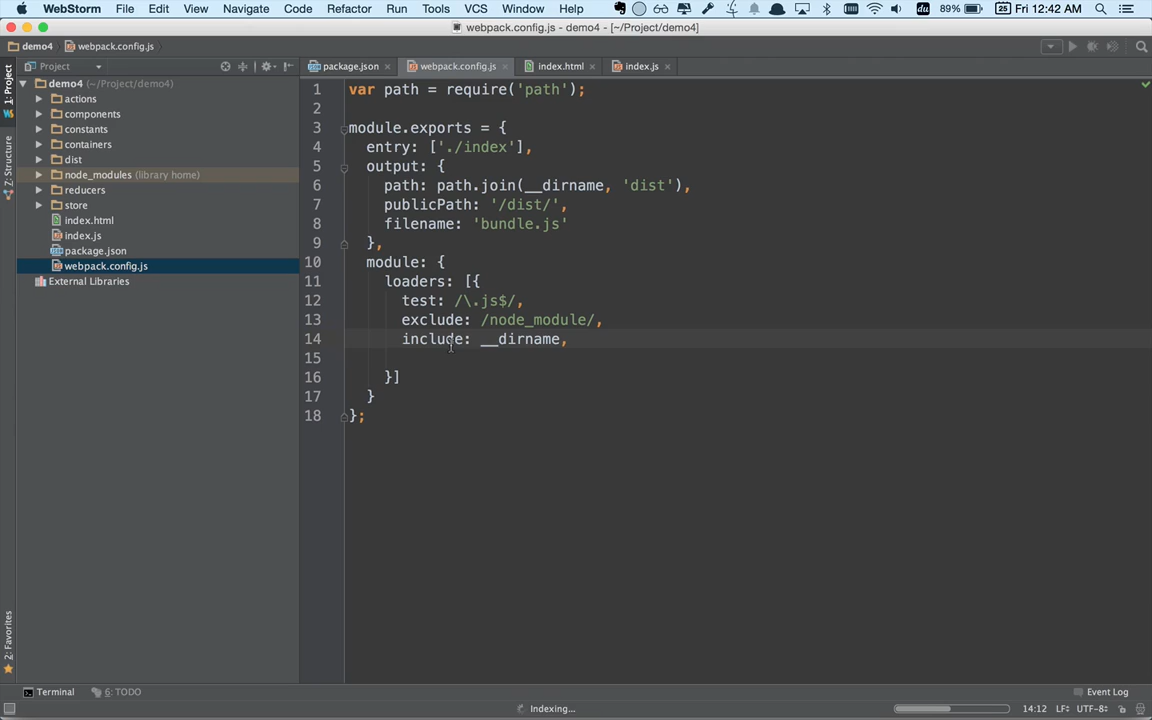 WebStorm File Edit View Navigate Code Refactor Run Tools VCS Window Help 89% Fri 12:42 AM
webpack.config.js - demo4 - [~/Project/demo4]
demo4 webpack.config.js
Project package.json webpack.config.js index.html index.js
1: Project
Z: Structure
2: Favorites
demo4 (~/Project/demo4)
actions
components
constants
containers
dist
node_modules (library home)
reducers
store
index.html
index.js
package.json
webpack.config.js
External Libraries
1 var path = require('path');
2
3 module.exports = {
4 entry: ['./index'],
5 output: {
6 path: path.join(__dirname, 'dist'),
7 publicPath: '/dist/',
8 filename: 'bundle.js'
9 },
10 module: {
11 loaders: [{
12 test: /\.js$/,
13 exclude: /node_module/,
14 include: __dirname,
15
16 }]
17 }
18 };
Terminal 6: TODO Event Log
Indexing... 14:12 LF UTF-8